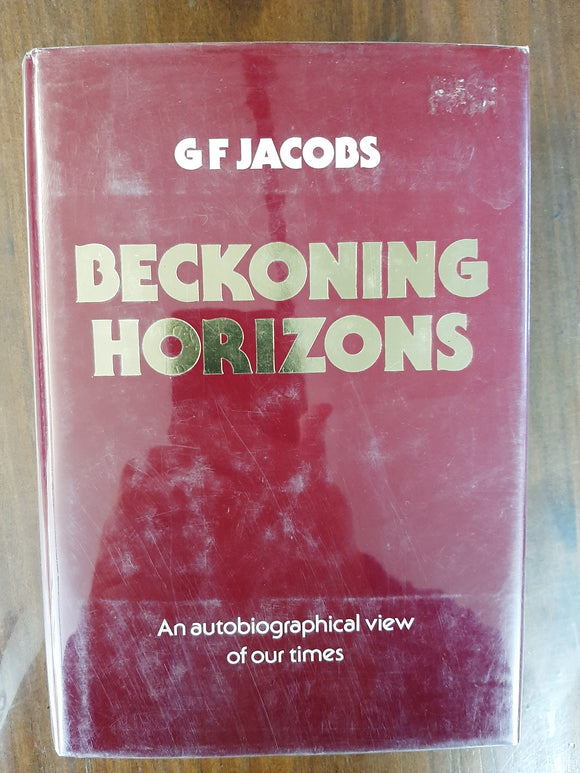 G F JACOBS
BECKONING
HORIZONS
An autobiographical view
of our times